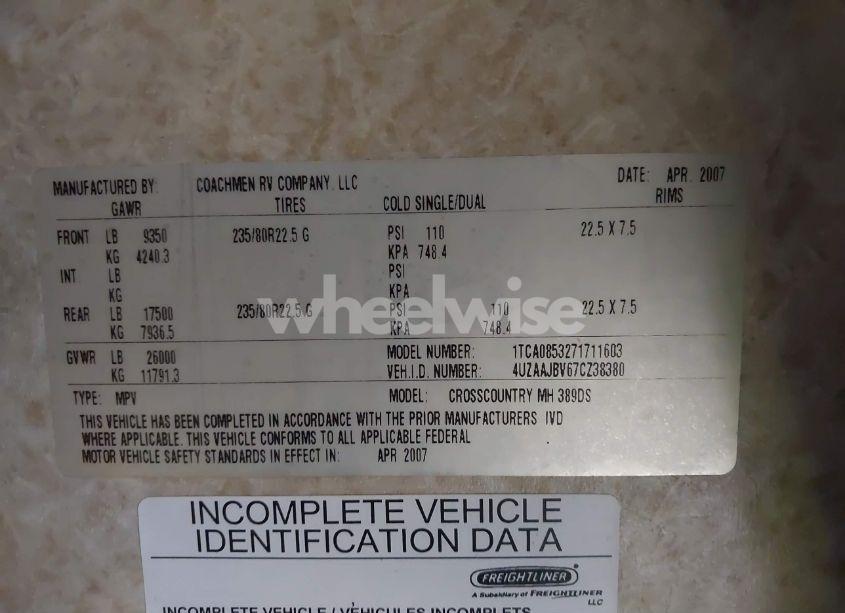 MANUFACTURED BY: COACHMEN RV COMPANY, LLC DATE: APR. 2007
GAWR TIRES COLD SINGLE/DUAL RIMS
FRONT LB 9350 235/80R22.5 G PSI 110 22.5 X 7.5
KG 4240.3 KPA 748.4
INT LB PSI
KG KPA
REAR LB 17500 235/80R22.5 G PSI 110 22.5 X 7.5
KG 7936.5 KPA 748.4
wheelwise
GVWR LB 26000 MODEL NUMBER: 1TCA0853271711603
KG 11791.3 VEH.I.D. NUMBER: 4UZAAJBV67CZ38380
TYPE: MPV MODEL: CROSSCOUNTRY MH 389DS
THIS VEHICLE HAS BEEN COMPLETED IN ACCORDANCE WITH THE PRIOR MANUFACTURERS IVD
WHERE APPLICABLE. THIS VEHICLE CONFORMS TO ALL APPLICABLE FEDERAL
MOTOR VEHICLE SAFETY STANDARDS IN EFFECT IN: APR 2007
INCOMPLETE VEHICLE
IDENTIFICATION DATA
FREIGHTLINER
A Subsidiary of FREIGHTLINER
LLC
INCOMPLETE VEHICLE / VÉHICULES INCOMPLETS